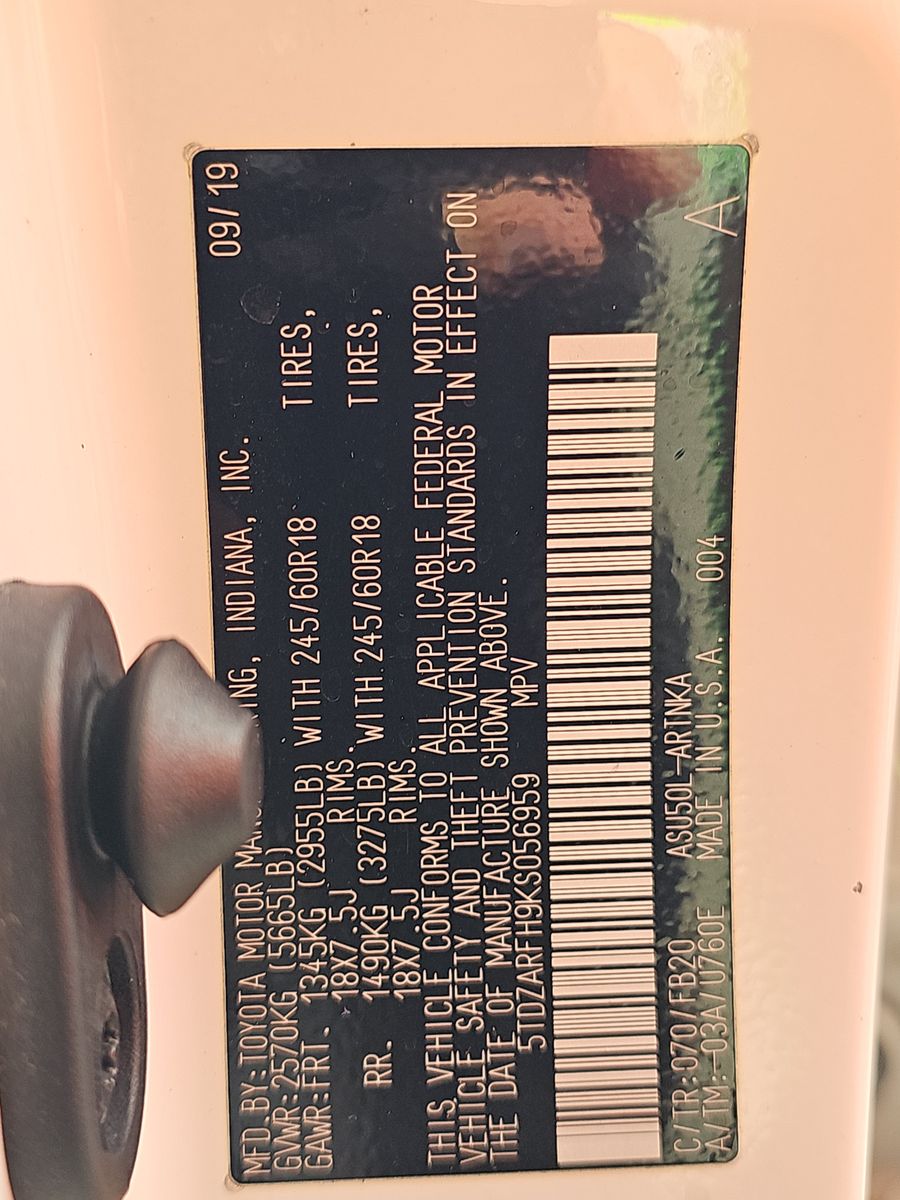 MFD.BY:TOYOTA MOTOR INDIANA, INC. 09/19
GVWR:2570KG (5665LB)
GAWR:FRT. 1345KG (2955LB) WITH 245/60R18 TIRES,
18X7.5J RIMS.
RR. 1490KG (3275LB) WITH 245/60R18 TIRES,
18X7.5J RIMS.
THIS VEHICLE CONFORMS TO ALL APPLICABLE FEDERAL MOTOR
VEHICLE SAFETY AND THEFT PREVENTION STANDARDS IN EFFECT ON
THE DATE OF MANUFACTURE SHOWN ABOVE.
5TDZARFH9KS056959 MPV
C/TR:070/FB20 ASU50L-ARTNKA
A/TM:-03A/U760E MADE IN U.S.A. 004 A